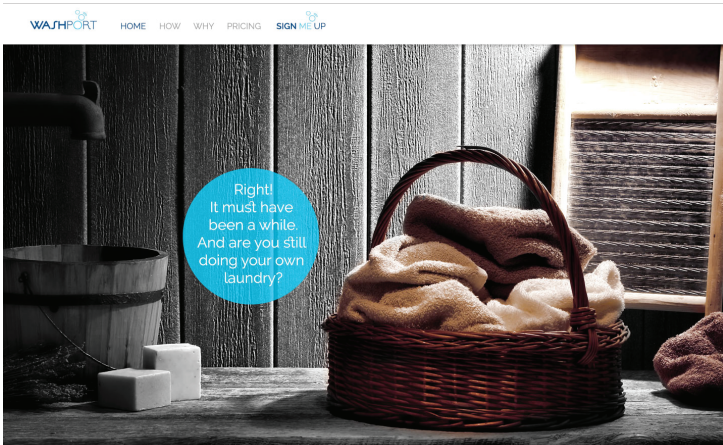 WASHPORT
HOME HOW WHY PRICING SIGN ME UP
Right!
It must have
been a while.
And are you still
doing your own
laundry?